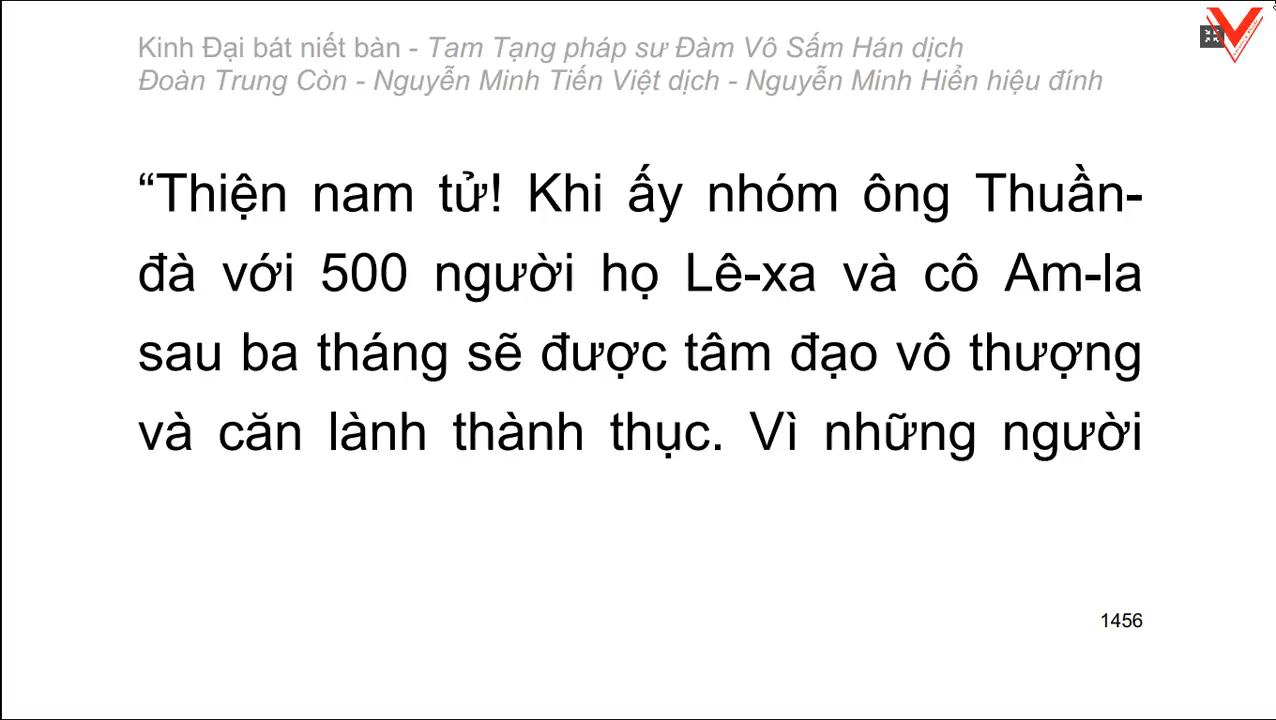 Kinh Đại bát niết bàn - Tam Tạng pháp sư Đàm Vô Sấm Hán dịch
Đoàn Trung Còn - Nguyễn Minh Tiến Việt dịch - Nguyễn Minh Hiển hiệu đính
“Thiện nam tử! Khi ấy nhóm ông Thuần-
đà với 500 người họ Lê-xa và cô Am-la
sau ba tháng sẽ được tâm đạo vô thượng
và căn lành thành thục. Vì những người
1456